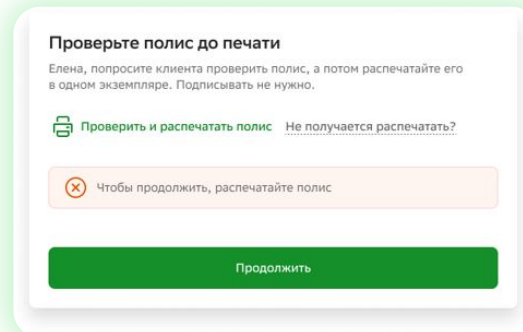 Проверьте полис до печати
Елена, попросите клиента проверить полис, а потом распечатайте его
в одном экземпляре. Подписывать не нужно.
Проверить и распечатать полис Не получается распечатать?
Чтобы продолжить, распечатайте полис
Продолжить